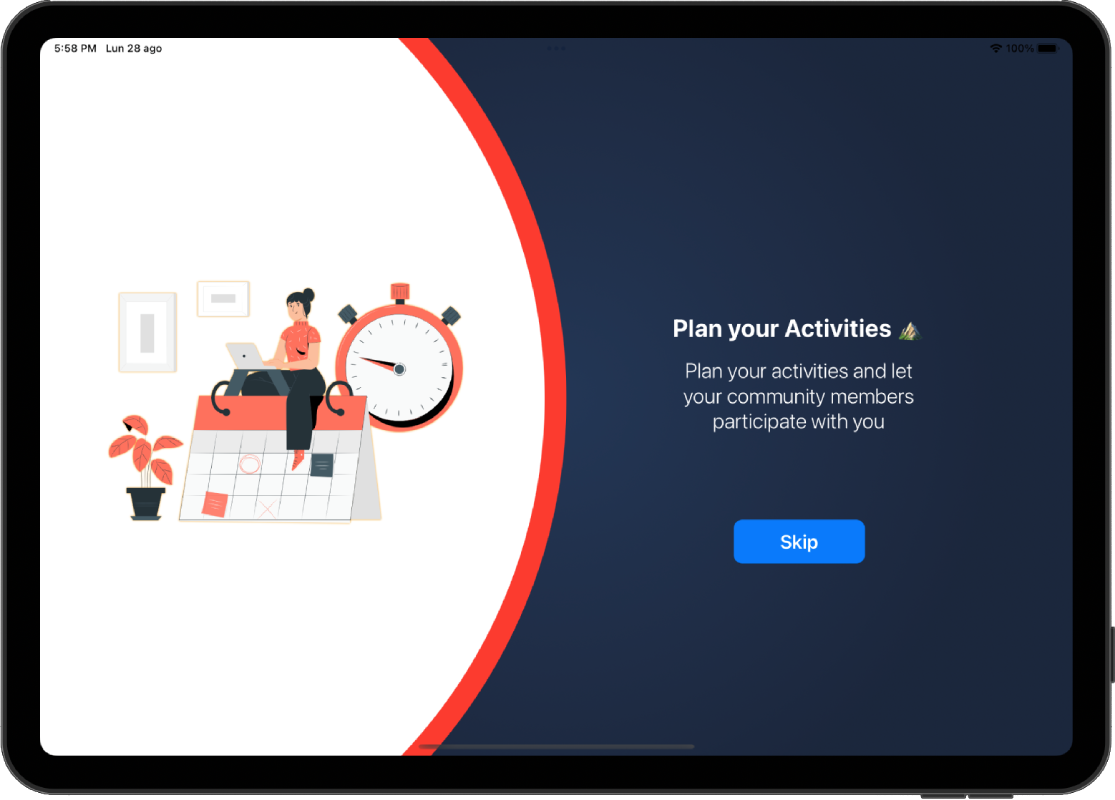 5:58 PM Lun 28 ago
100%
Plan your Activities
Plan your activities and let
your community members
participate with you
Skip